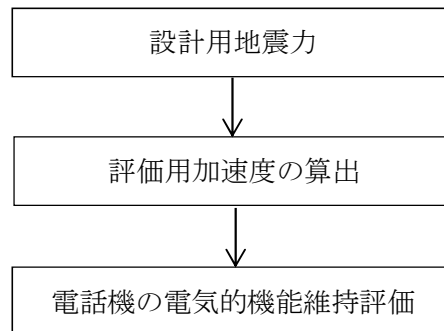 設計用地震力
評価用加速度の算出
電話機の電気的機能維持評価